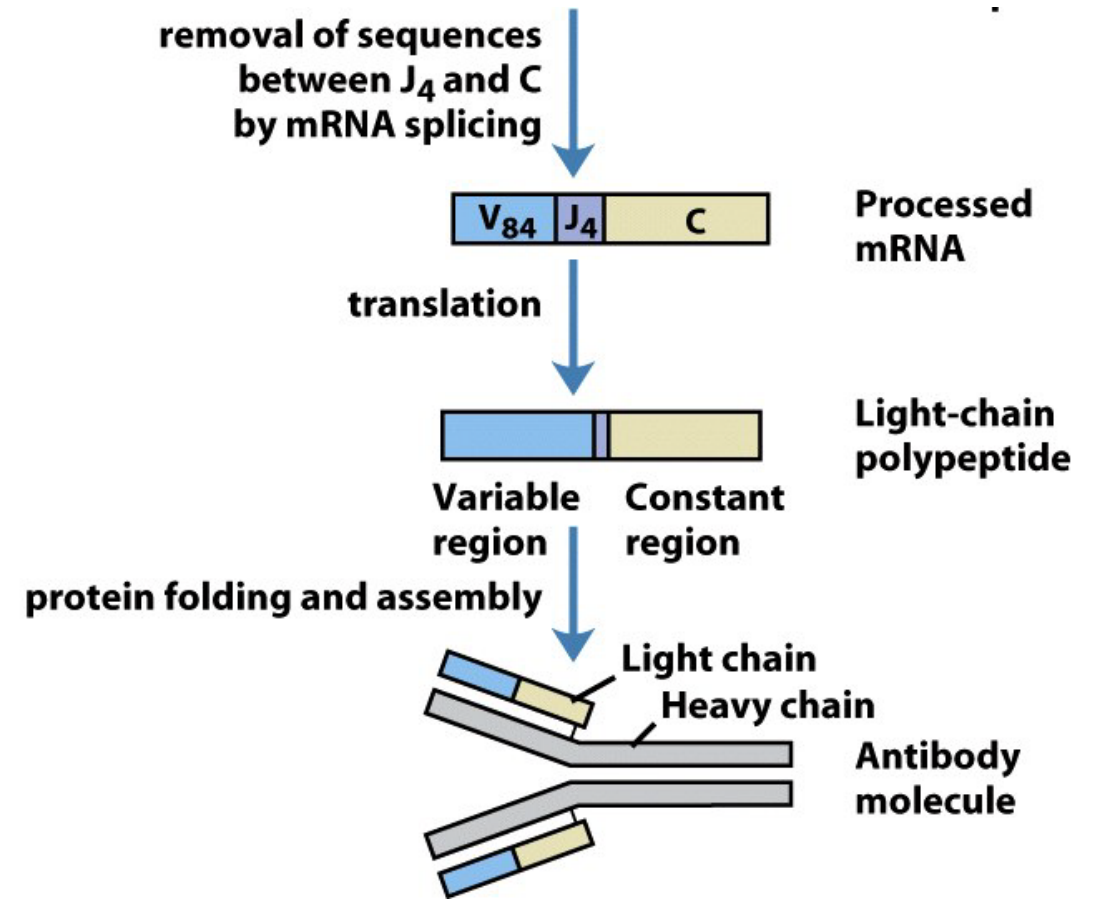 removal of sequences
between J4 and C
by mRNA splicing
V84 J4 C
Processed
mRNA
translation
Light-chain
polypeptide
Variable
region
Constant
region
protein folding and assembly
Light chain
Heavy chain
Antibody
molecule